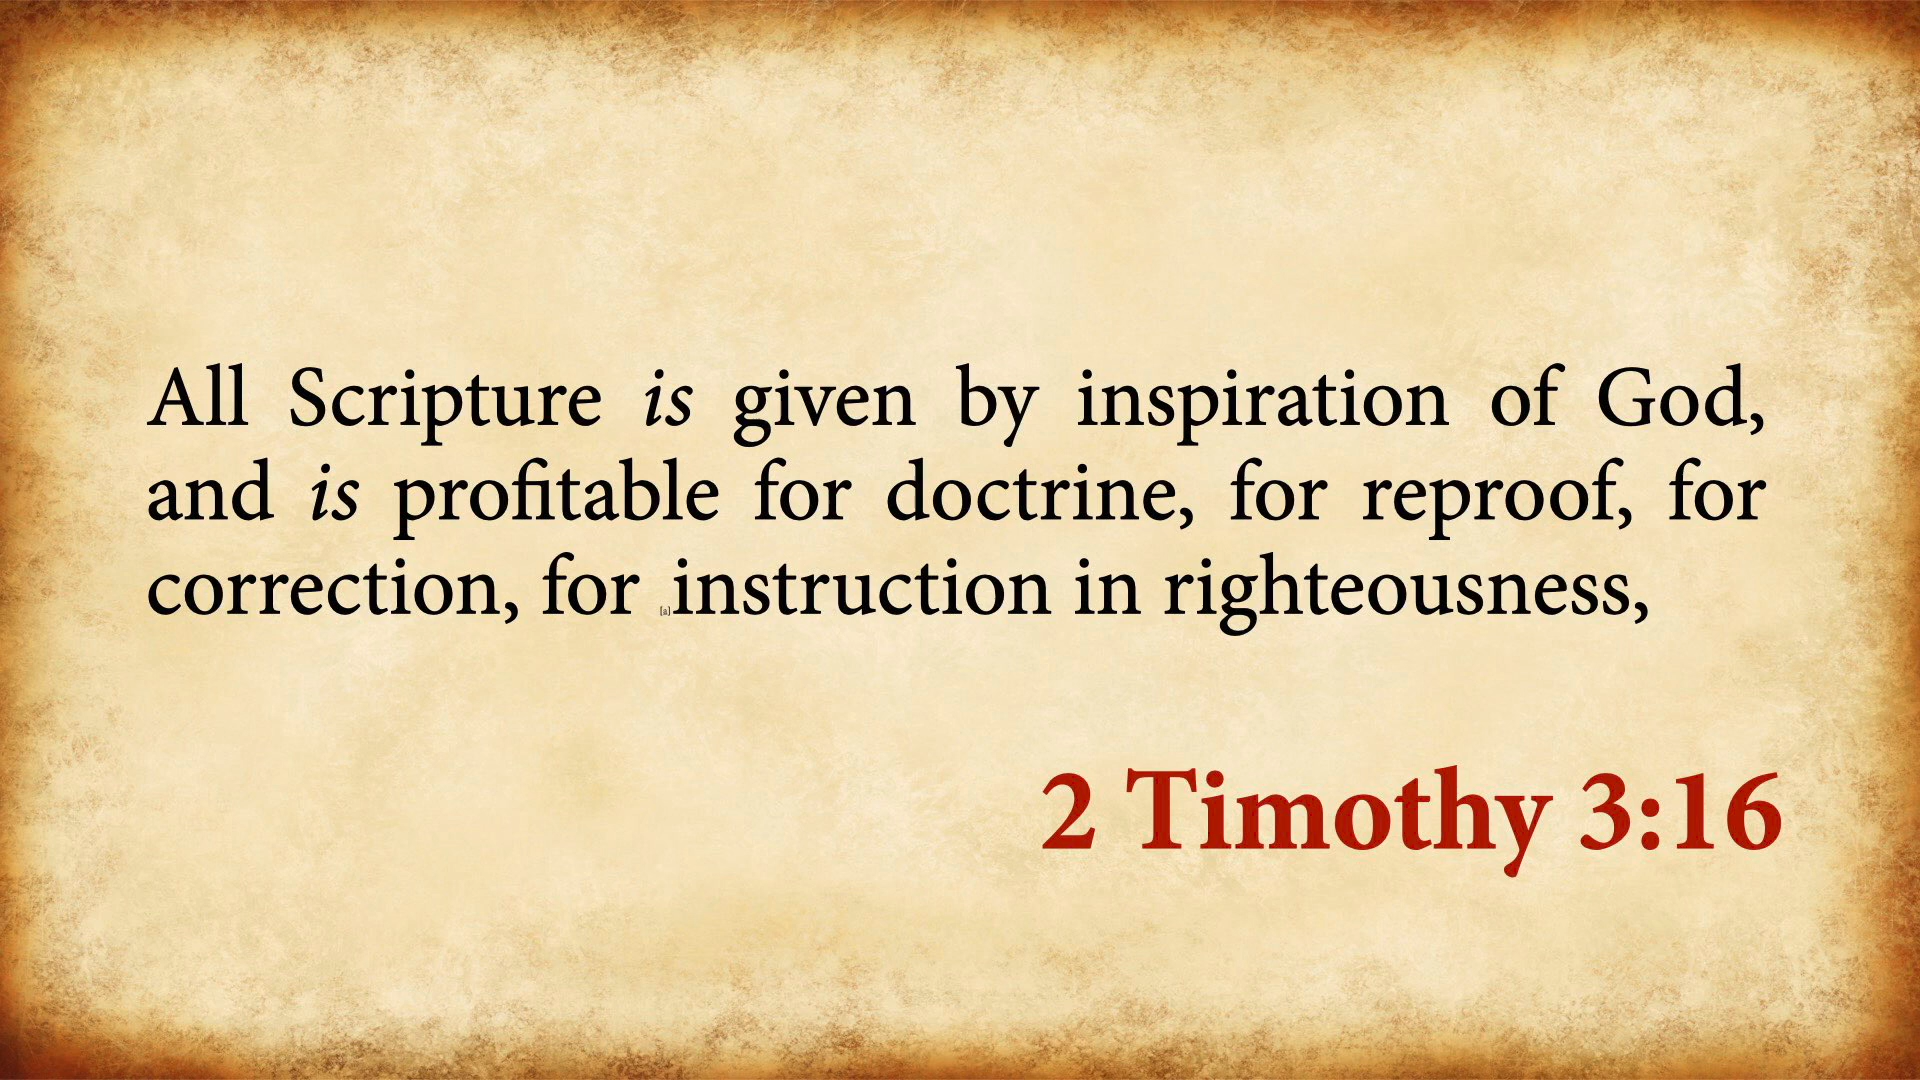 All Scripture is given by inspiration of God,
and is profitable for doctrine, for reproof, for
correction, for [a]instruction in righteousness,
2 Timothy 3:16